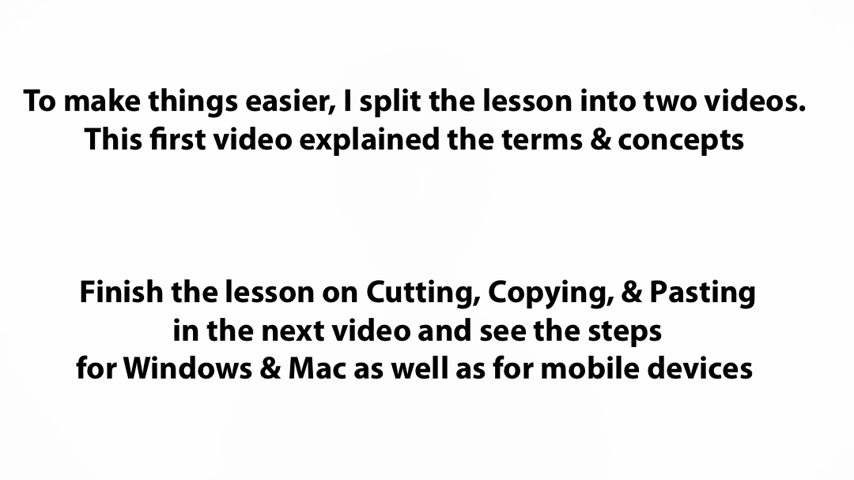 To make things easier, I split the lesson into two videos.
This first video explained the terms & concepts
Finish the lesson on Cutting, Copying, & Pasting
in the next video and see the steps
for Windows & Mac as well as for mobile devices